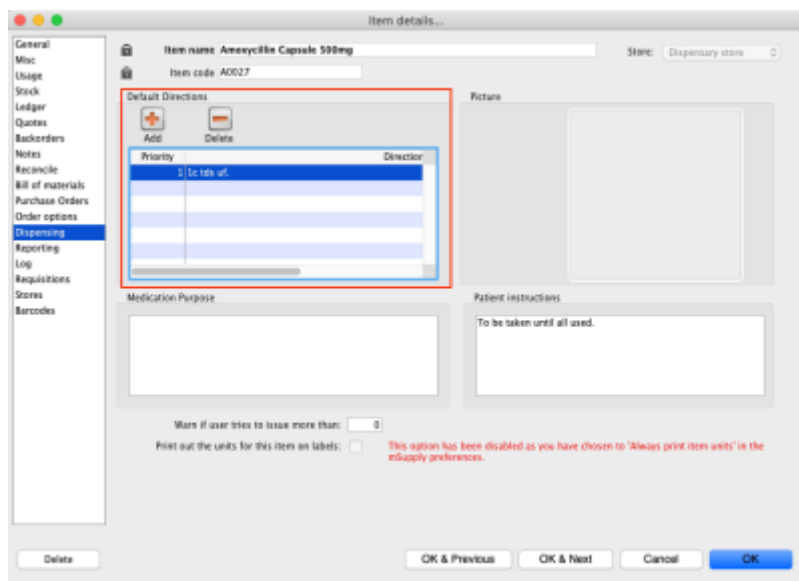 Item details...
General
Misc
Usage
Stock
Ledger
Quotes
Backorders
Notes
Reconcile
Bill of materials
Purchase Orders
Order options
Dispensing
Reporting
Log
Requisitions
Stores
Barcodes
Item name Amoxycillin Capsule 500mg
Store: Dispensary store
Item code A0027
Default Directions
Add Delete
Priority Direction
1 1c tds uf.
Picture
Medication Purpose
Patient instructions
To be taken until all used.
Warn if user tries to issue more than: 0
Print out the units for this item on labels:
This option has been disabled as you have chosen to 'Always print item units' in the
mSupply preferences.
Delete OK & Previous OK & Next Cancel OK